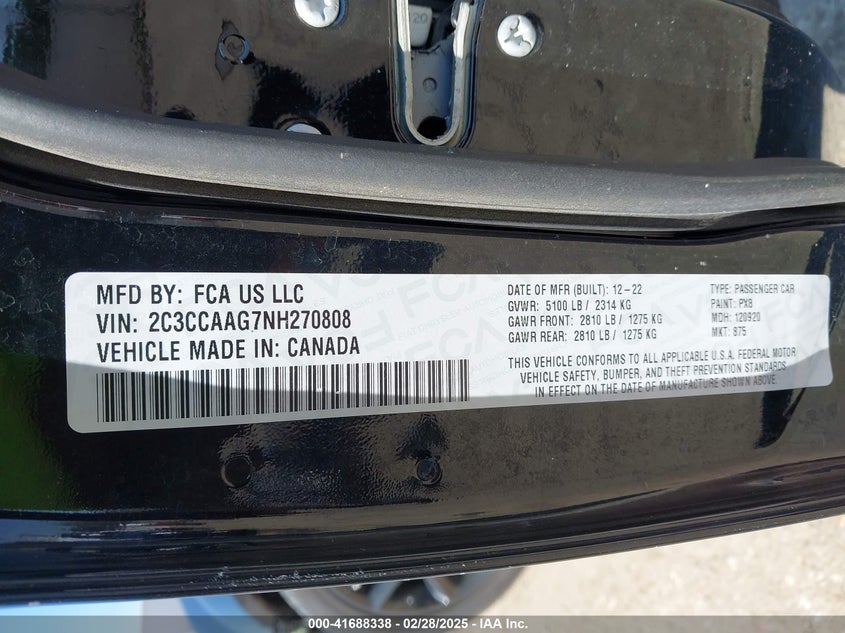 MFD BY: FCA US LLC
VIN: 2C3CCAAG7NH270808
VEHICLE MADE IN: CANADA
DATE OF MFR (BUILT): 12-22
GVWR: 5100 LB / 2314 KG
GAWR FRONT: 2810 LB / 1275 KG
GAWR REAR: 2810 LB / 1275 KG
TYPE: PASSENGER CAR
PAINT: PX8
MDH: 120920
MKT: 875
THIS VEHICLE CONFORMS TO ALL APPLICABLE U.S.A. FEDERAL MOTOR
VEHICLE SAFETY, BUMPER, AND THEFT PREVENTION STANDARDS
IN EFFECT ON THE DATE OF MANUFACTURE SHOWN ABOVE.
000-41688338 - 02/28/2025 - IAA Inc.